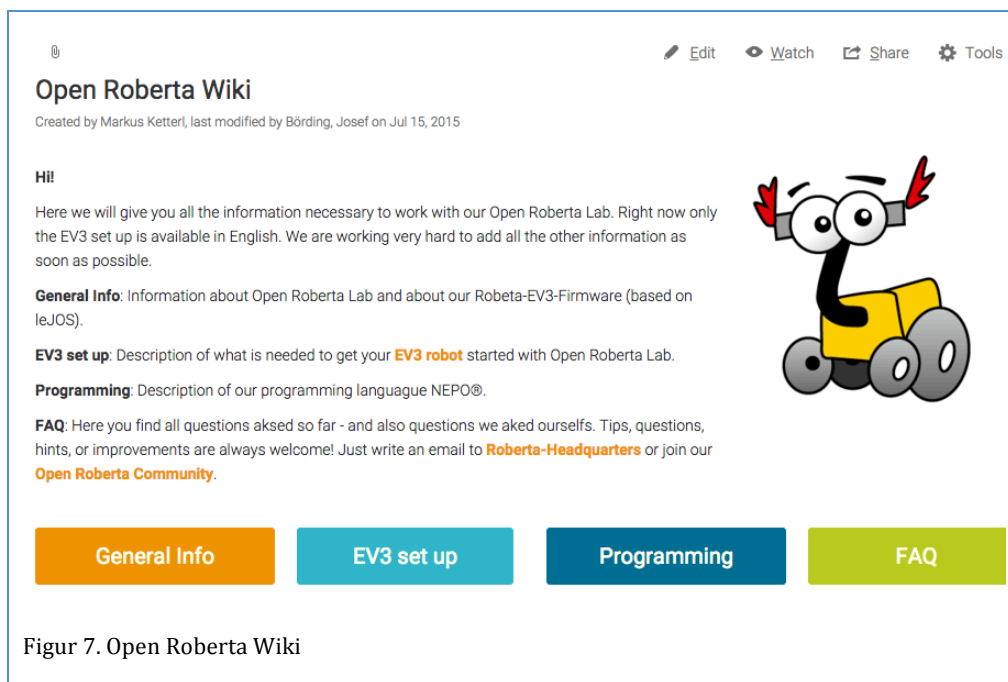 Edit Watch Share Tools
Open Roberta Wiki
Created by Markus Ketterl, last modified by Börding, Josef on Jul 15, 2015
Hi!
Here we will give you all the information necessary to work with our Open Roberta Lab. Right now only
the EV3 set up is available in English. We are working very hard to add all the other information as
soon as possible.
General Info: Information about Open Roberta Lab and about our Robeta-EV3-Firmware (based on
leJOS).
EV3 set up: Description of what is needed to get your EV3 robot started with Open Roberta Lab.
Programming: Description of our programming languague NEPO®.
FAQ: Here you find all questions aksed so far - and also questions we aked ourselfs. Tips, questions,
hints, or improvements are always welcome! Just write an email to Roberta-Headquarters or join our
Open Roberta Community.
General Info EV3 set up Programming FAQ
Figur 7. Open Roberta Wiki